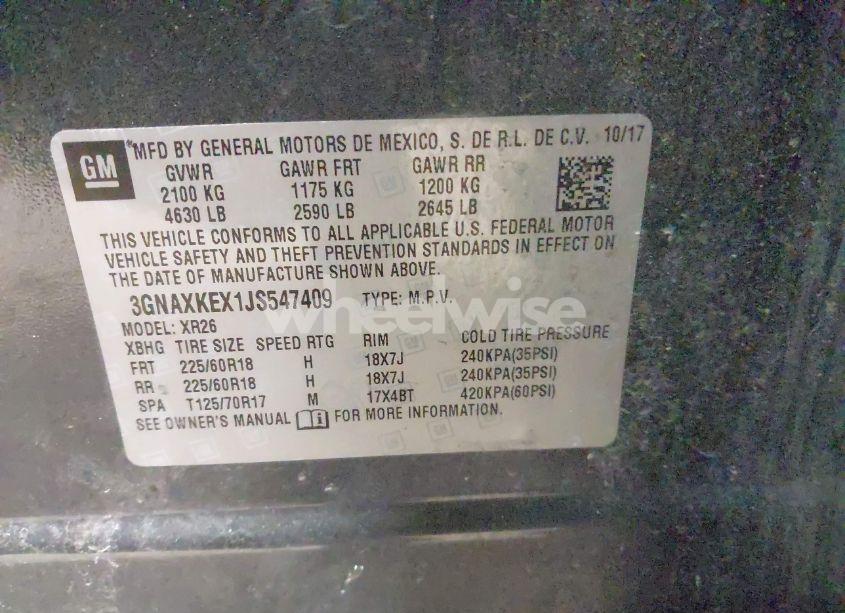 GM
*MFD BY GENERAL MOTORS DE MEXICO, S. DE R.L. DE C.V. 10/17
GVWR GAWR FRT GAWR RR
2100 KG 1175 KG 1200 KG
4630 LB 2590 LB 2645 LB
THIS VEHICLE CONFORMS TO ALL APPLICABLE U.S. FEDERAL MOTOR
VEHICLE SAFETY AND THEFT PREVENTION STANDARDS IN EFFECT ON
THE DATE OF MANUFACTURE SHOWN ABOVE.
3GNAXKEX1JS547409 TYPE: M.P.V.
wheelwise
MODEL: XR26
XBHG TIRE SIZE SPEED RTG RIM COLD TIRE PRESSURE
FRT 225/60R18 H 18X7J 240KPA(35PSI)
RR 225/60R18 H 18X7J 240KPA(35PSI)
SPA T125/70R17 M 17X4BT 420KPA(60PSI)
SEE OWNER'S MANUAL FOR MORE INFORMATION.